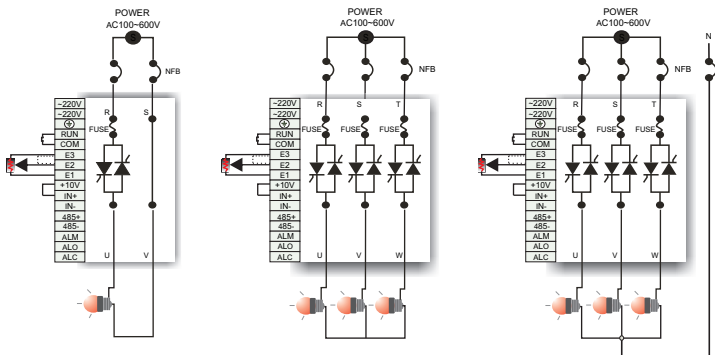 POWER
AC100~600V
S
NFB
R S
FUSE
~220V
~220V
RUN
COM
E3
E2
E1
+10V
IN+
IN-
485+
485-
ALM
ALO
ALC
U V
POWER
AC100~600V
S
NFB
R S T
FUSE FUSE FUSE
~220V
~220V
RUN
COM
E3
E2
E1
+10V
IN+
IN-
485+
485-
ALM
ALO
ALC
U V W
POWER
AC100~600V
S
N
NFB
R S T
FUSE FUSE FUSE
~220V
~220V
RUN
COM
E3
E2
E1
+10V
IN+
IN-
485+
485-
ALM
ALO
ALC
U V W